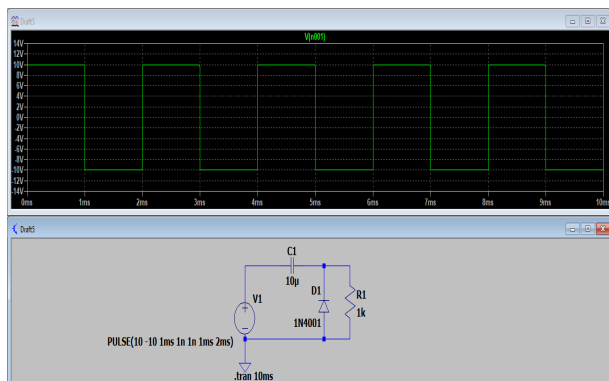 Draft5
V(n001)
14V
12V
10V
8V
6V
4V
2V
0V
-2V
-4V
-6V
-8V
-10V
-12V
-14V
0ms 1ms 2ms 3ms 4ms 5ms 6ms 7ms 8ms 9ms 10ms
Draft5
C1
10µ
V1
D1
R1
1k
1N4001
PULSE(10 -10 1ms 1n 1n 1ms 2ms)
.tran 10ms